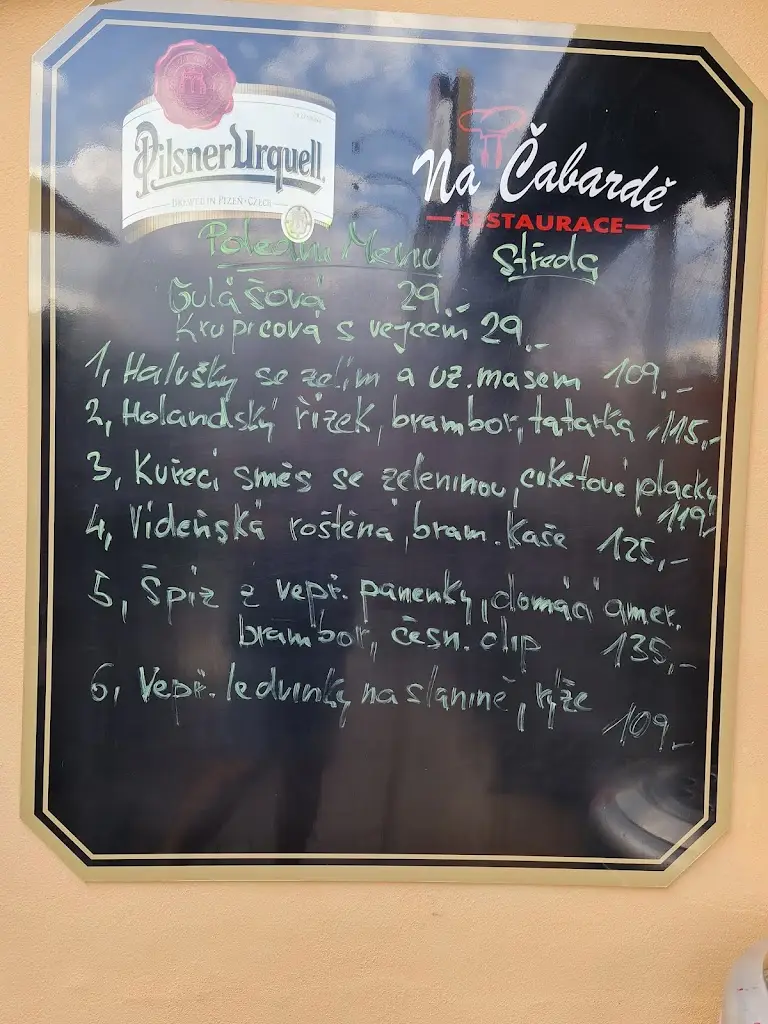 Pilsner Urquell
BREWED IN PLZEŇ · CZECH
Na Čabardě
RESTAURACE
Polední Menu Středa
Gulášová 29,-
Krupicová s vejcem 29,-
1, Halušky se zelím a uz. masem 109,-
2, Holandský řízek, brambor, tatarka 115,-
3, Kuřecí směs se zeleninou, cuketové placky
119,-
4, Vídeňská roštěná, bram. Kaše 125,-
5, Špíz z vepř. panenky, domácí amer.
brambor, česn. dip 135,-
6, Vepř. ledvinky na slanině, rýže
109,-